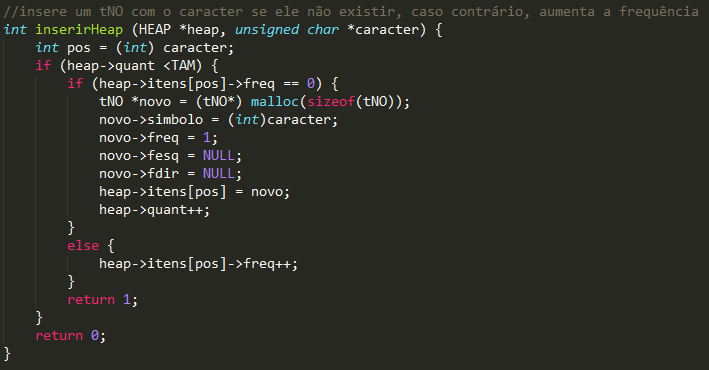 //insere um tNO com o caracter se ele não existir, caso contrário, aumenta a frequência
int inserirHeap (HEAP *heap, unsigned char *caracter) {
    int pos = (int) caracter;
    if (heap->quant <TAM) {
        if (heap->itens[pos]->freq == 0) {
            tNO *novo = (tNO*) malloc(sizeof(tNO));
            novo->simbolo = (int)caracter;
            novo->freq = 1;
            novo->fesq = NULL;
            novo->fdir = NULL;
            heap->itens[pos] = novo;
            heap->quant++;
        }
        else {
            heap->itens[pos]->freq++;
        }
        return 1;
    }
    return 0;
}